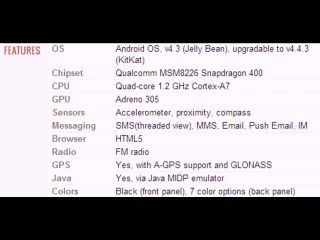 FEATURES
OS Android OS, v4.3 (Jelly Bean), upgradable to v4.4.3
(KitKat)
Chipset Qualcomm MSM8226 Snapdragon 400
CPU Quad-core 1.2 GHz Cortex-A7
GPU Adreno 305
Sensors Accelerometer, proximity, compass
Messaging SMS(threaded view), MMS, Email, Push Email, IM
Browser HTML5
Radio FM radio
GPS Yes, with A-GPS support and GLONASS
Java Yes, via Java MIDP emulator
Colors Black (front panel), 7 color options (back panel)